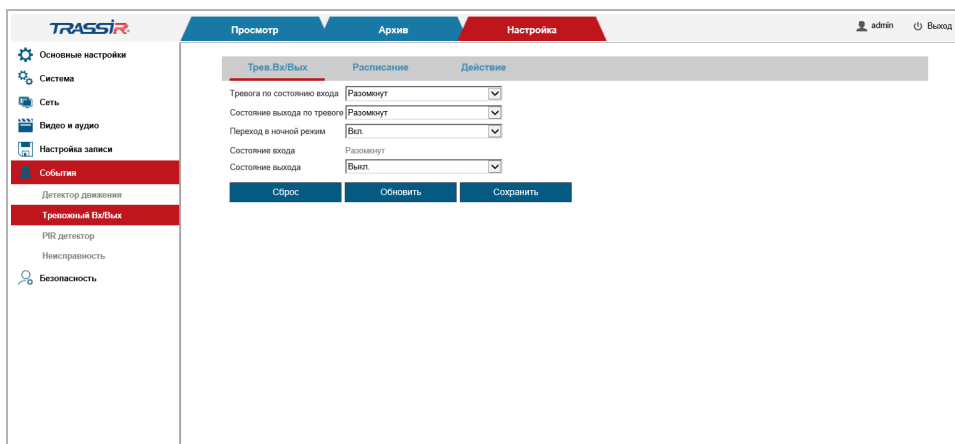 TRASSIR
Просмотр
Архив
Настройка
admin
Выход
Основные настройки
Система
Сеть
Видео и аудио
Настройка записи
События
Детектор движения
Тревожный Вх/Вых
PIR детектор
Неисправность
Безопасность
Трев.Вх/Вых
Расписание
Действие
Тревога по состоянию входа Разомкнут
Состояние выхода по тревоге Разомкнут
Переход в ночной режим Вкл.
Состояние входа Разомкнут
Состояние выхода Выкл.
Сброс
Обновить
Сохранить